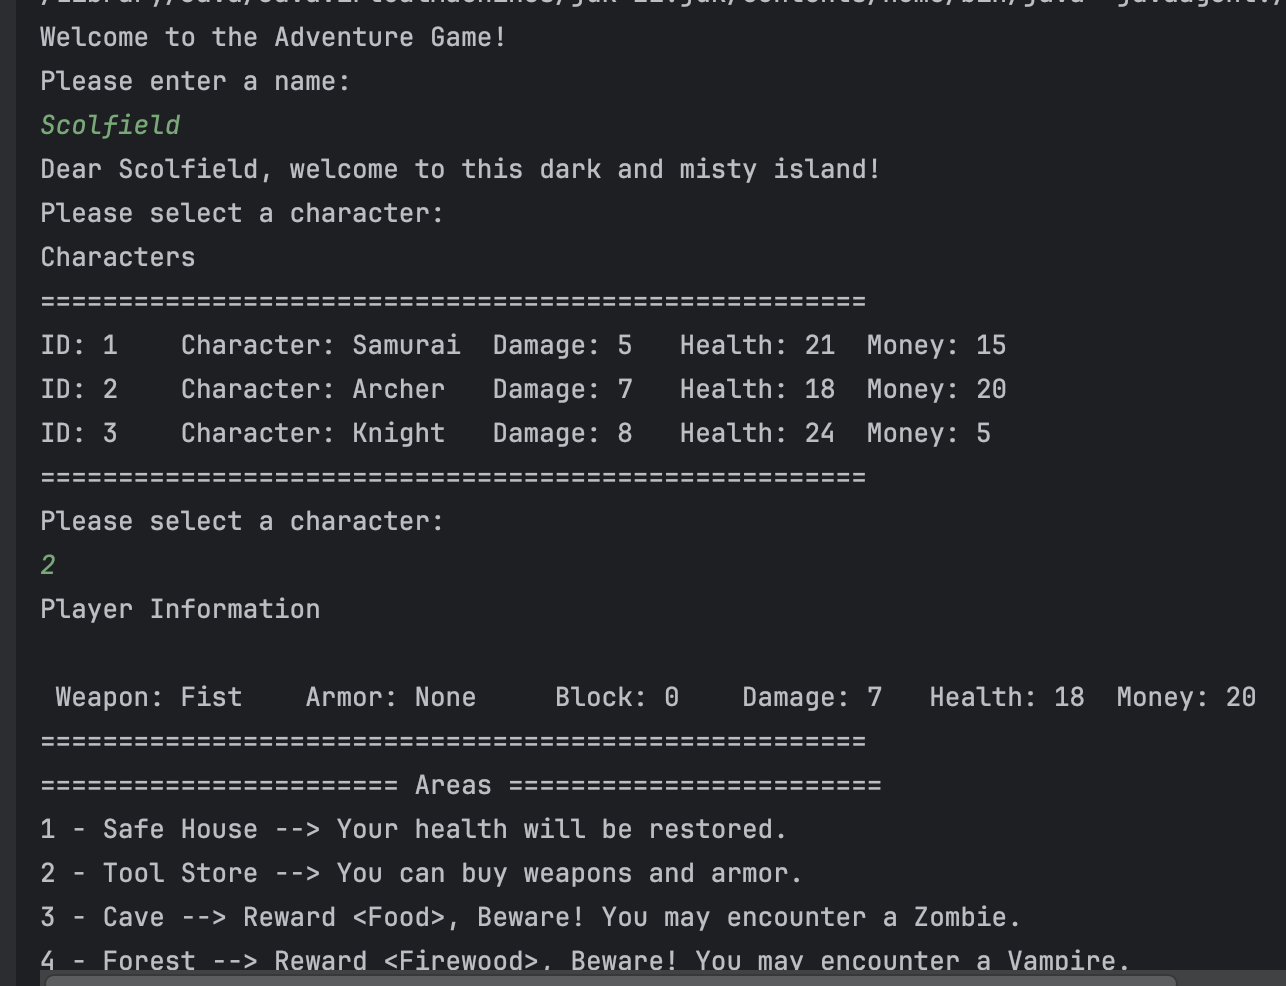 Welcome to the Adventure Game!
Please enter a name:
Scolfield
Dear Scolfield, welcome to this dark and misty island!
Please select a character:
Characters
=====================================================
ID: 1    Character: Samurai  Damage: 5   Health: 21  Money: 15
ID: 2    Character: Archer   Damage: 7   Health: 18  Money: 20
ID: 3    Character: Knight   Damage: 8   Health: 24  Money: 5
=====================================================
Please select a character:
2
Player Information
 Weapon: Fist    Armor: None     Block: 0    Damage: 7   Health: 18  Money: 20
=====================================================
======================= Areas ========================
1 - Safe House --> Your health will be restored.
2 - Tool Store --> You can buy weapons and armor.
3 - Cave --> Reward <Food>, Beware! You may encounter a Zombie.
4 - Forest --> Reward <Firewood>, Beware! You may encounter a Vampire.